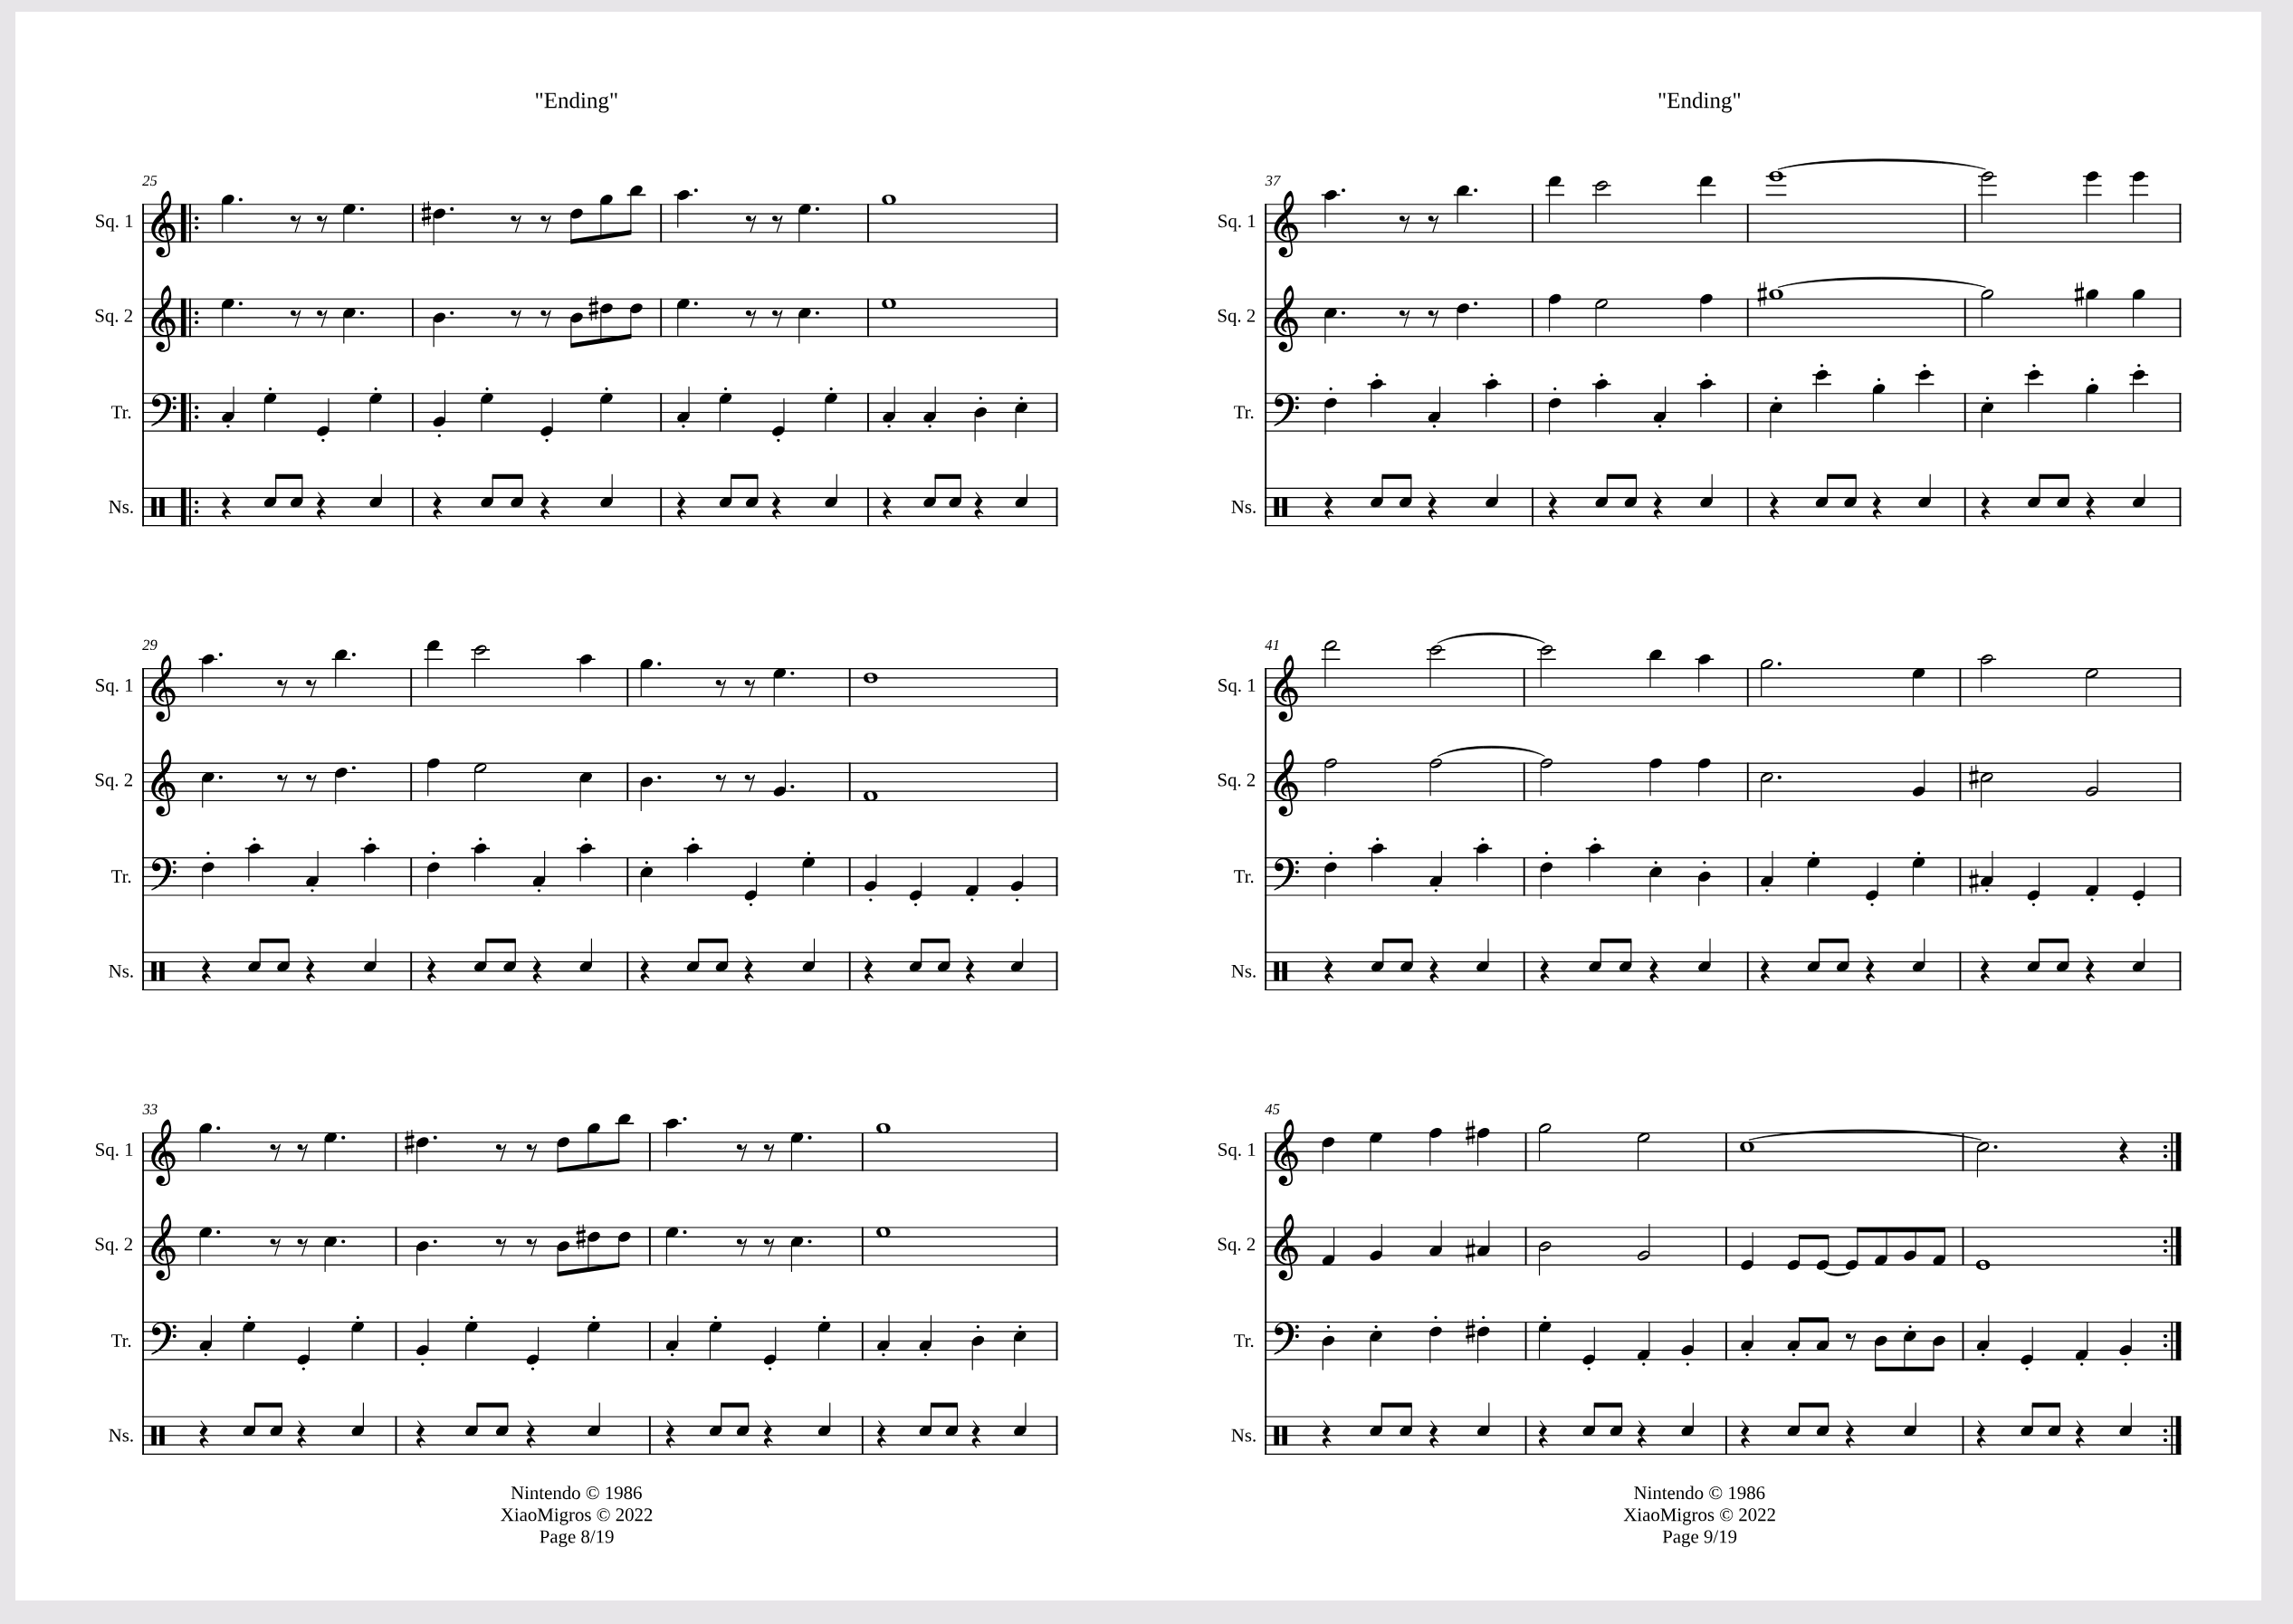 "Ending"
25
Sq. 1
Sq. 2
Tr.
Ns.
29
Sq. 1
Sq. 2
Tr.
Ns.
33
Sq. 1
Sq. 2
Tr.
Ns.
Nintendo © 1986
XiaoMigros © 2022
Page 8/19
"Ending"
37
Sq. 1
Sq. 2
Tr.
Ns.
41
Sq. 1
Sq. 2
Tr.
Ns.
45
Sq. 1
Sq. 2
Tr.
Ns.
Nintendo © 1986
XiaoMigros © 2022
Page 9/19